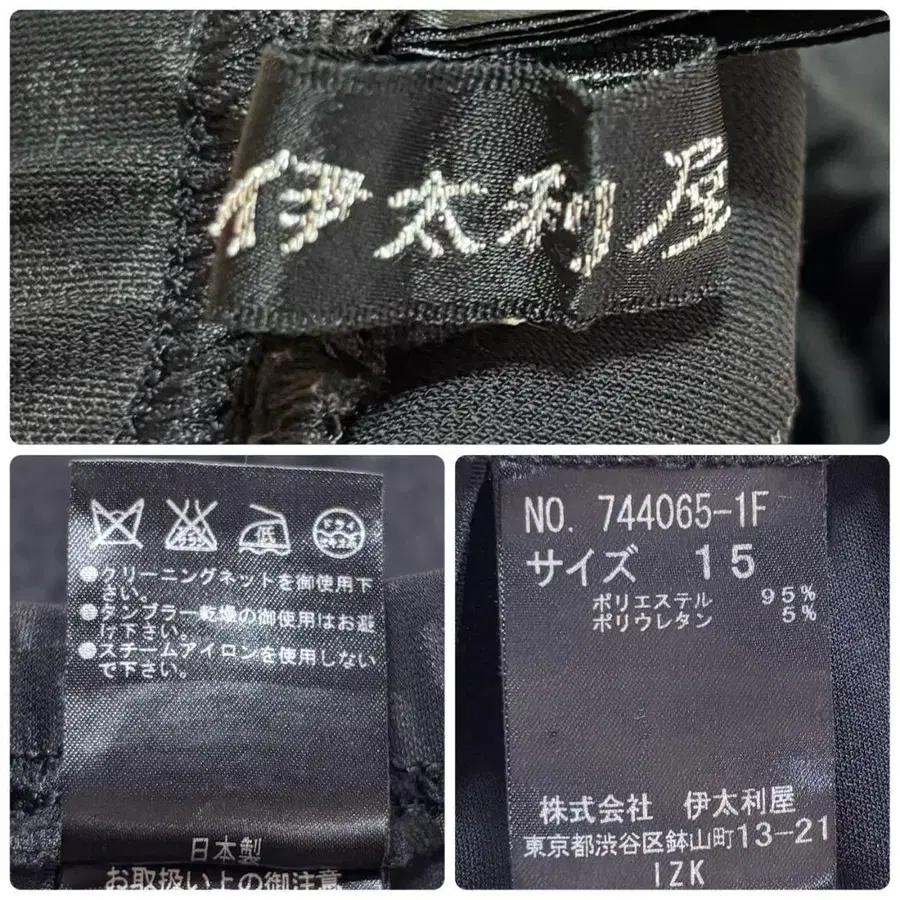 伊太利屋
低
●クリーニングネットを御使用下
さい。
●タンブラー乾燥の御使用はお避
け下さい。
●スチームアイロンを使用しない
で下さい。
日本製
お取扱い上の御注意
NO. 744065-1F
サイズ 15
ポリエステル 95%
ポリウレタン 5%
株式会社 伊太利屋
東京都渋谷区鉢山町13-21
IZK